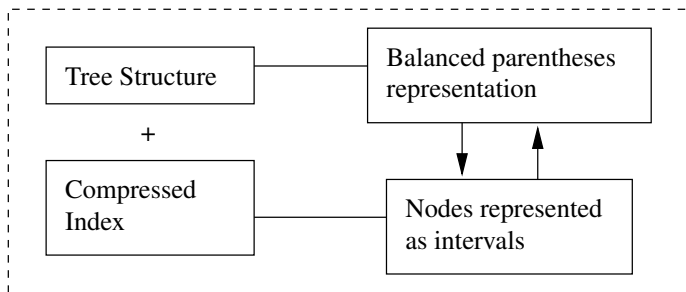 Tree Structure
+
Compressed
Index
Balanced parentheses
representation
Nodes represented
as intervals